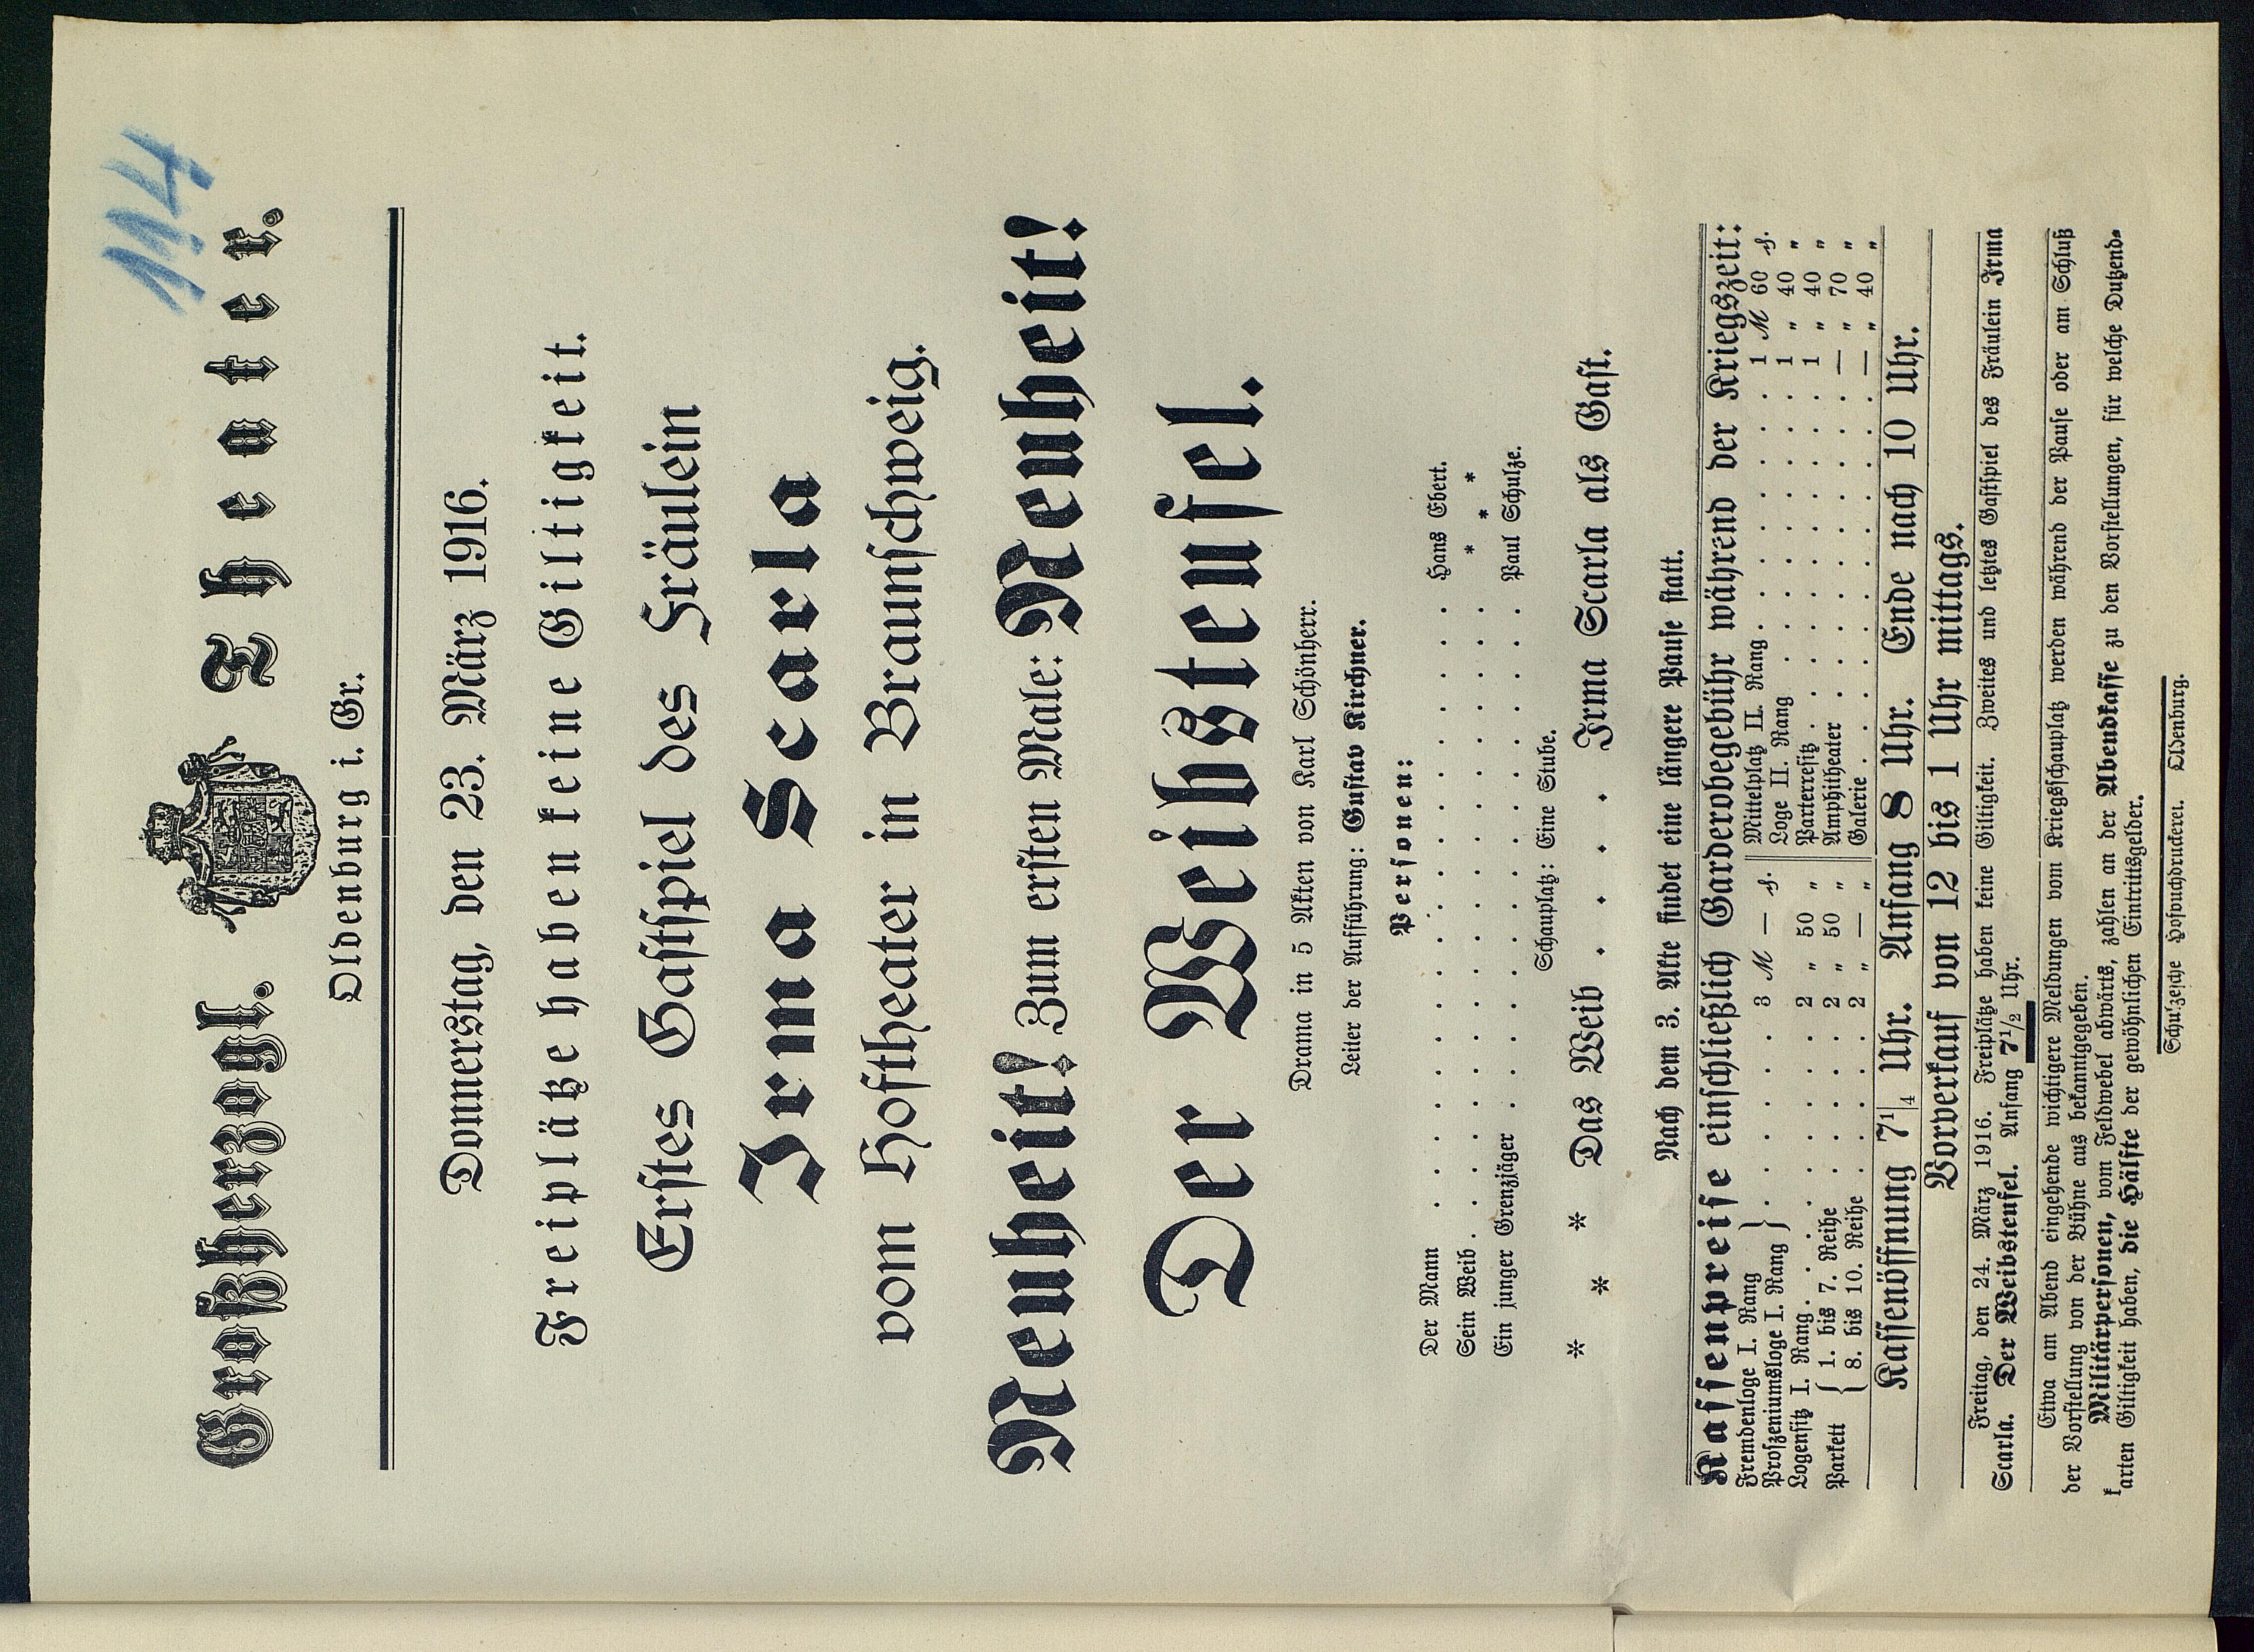 114
Großherzogl. Theater.
Oldenburg i. Gr.
Donnerstag, den 23. März 1916.
Freiplätze haben keine Giltigkeit.
Erstes Gastspiel des Fräulein
Irma Scarla
vom Hoftheater in Braunschweig.
Neuheit! Zum ersten Male: Neuheit!
Der Weibsteufel.
Drama in 5 Akten von Karl Schönherr.
Leiter der Aufführung: Gustav Kirchner.
Personen:
Der Mann . . . . . . . . . . Hans Ebert.
Sein Weib . . . . . . . . . . * * *
Ein junger Grenzjäger . . . . . . . . . Paul Schulze.
Schauplatz: Eine Stube.
* * * Das Weib . . . . Irma Scarla als Gast.
Nach dem 3. Akte findet eine längere Pause statt.
Kassenpreise einschließlich Garderobegebühr während der Kriegszeit:
Fremdenloge I. Rang
Proszeniumsloge I. Rang } . . . . 3 M — ₰.
Logensitz I. Rang . . . . . 2 „ 50 „
Parkett { 1. bis 7. Reihe . . . . 2 „ 50 „
8. bis 10. Reihe . . . . 2 „ — „
Mittelplatz II. Rang . . . . . . 1 M 60 ₰.
Loge II. Rang . . . . . . 1 „ 40 „
Parterresitz . . . . . . 1 „ 40 „
Amphitheater . . . . . . — „ 70 „
Galerie . . . . . . — „ 40 „
Kassenöffnung 7 1/4 Uhr. Anfang 8 Uhr. Ende nach 10 Uhr.
Vorverkauf von 12 bis 1 Uhr mittags.
Freitag, den 24. März 1916. Freiplätze haben keine Giltigkeit. Zweites und letztes Gastspiel des Fräulein Irma
Scarla. Der Weibsteufel. Anfang 7 1/2 Uhr.
Etwa am Abend eingehende wichtigere Meldungen vom Kriegsschauplatz werden während der Pause oder am Schluß
der Vorstellung von der Bühne aus bekanntgegeben.
Militärpersonen, vom Feldwebel abwärts, zahlen an der Abendkasse zu den Vorstellungen, für welche Dutzend-
karten Giltigkeit haben, die Hälfte der gewöhnlichen Eintrittsgelder.
Schulzesche Hofbuchdruckerei. Oldenburg.